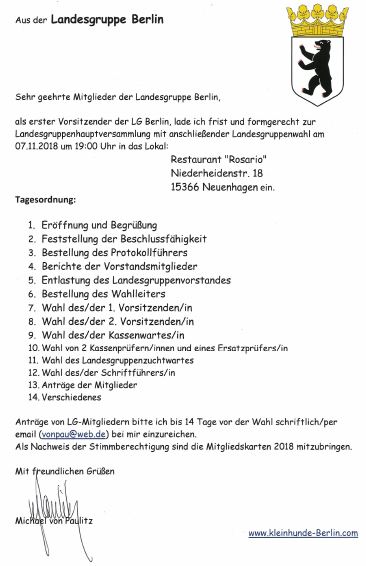 Aus der Landesgruppe Berlin
Sehr geehrte Mitglieder der Landesgruppe Berlin,
als erster Vorsitzender der LG Berlin, lade ich frist und formgerecht zur
Landesgruppenhauptversammlung mit anschließender Landesgruppenwahl am
07.11.2018 um 19:00 Uhr in das Lokal:
Restaurant "Rosario"
Niederheidenstr. 18
15366 Neuenhagen ein.
Tagesordnung:
1. Eröffnung und Begrüßung
2. Feststellung der Beschlussfähigkeit
3. Bestellung des Protokollführers
4. Berichte der Vorstandsmitglieder
5. Entlastung des Landesgruppenvorstandes
6. Bestellung des Wahlleiters
7. Wahl des/der 1. Vorsitzenden/in
8. Wahl des/der 2. Vorsitzenden/in
9. Wahl des/der Kassenwartes/in
10. Wahl von 2 Kassenprüfern/innen und eines Ersatzprüfers/in
11. Wahl des Landesgruppenzuchtwartes
12. Wahl des/der Schriftführers/in
13. Anträge der Mitglieder
14. Verschiedenes
Anträge von LG-Mitgliedern bitte ich bis 14 Tage vor der Wahl schriftlich/per
email (vonpau@web.de) bei mir einzureichen.
Als Nachweis der Stimmberechtigung sind die Mitgliedskarten 2018 mitzubringen.
Mit freundlichen Grüßen
Michael von Paulitz
www.kleinhunde-Berlin.com